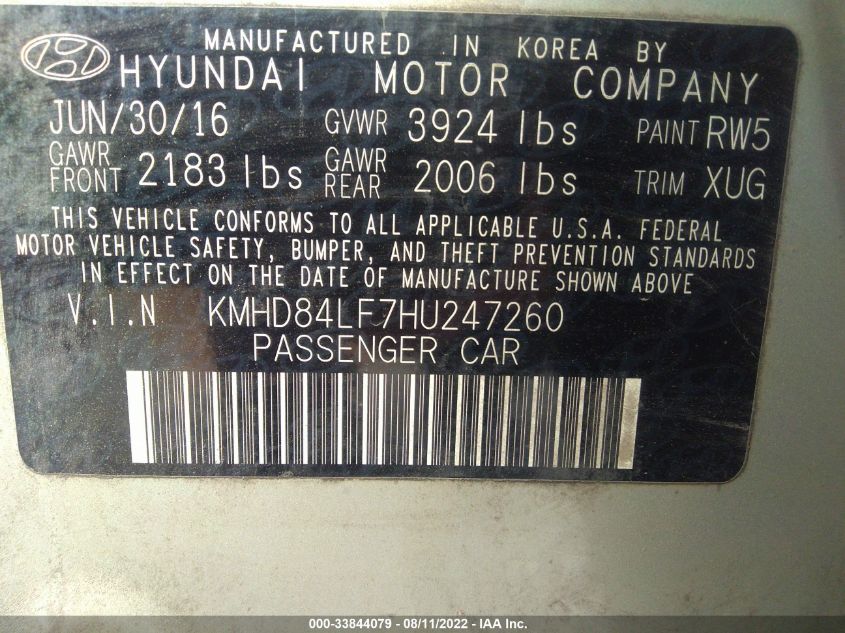 MANUFACTURED IN KOREA BY
HYUNDAI MOTOR COMPANY
JUN/30/16 GVWR 3924 lbs PAINT RW5
GAWR FRONT 2183 lbs GAWR REAR 2006 lbs TRIM XUG
THIS VEHICLE CONFORMS TO ALL APPLICABLE U.S.A. FEDERAL
MOTOR VEHICLE SAFETY, BUMPER, AND THEFT PREVENTION STANDARDS
IN EFFECT ON THE DATE OF MANUFACTURE SHOWN ABOVE
V.I.N KMHD84LF7HU247260
PASSENGER CAR
000-33844079 - 08/11/2022 - IAA Inc.